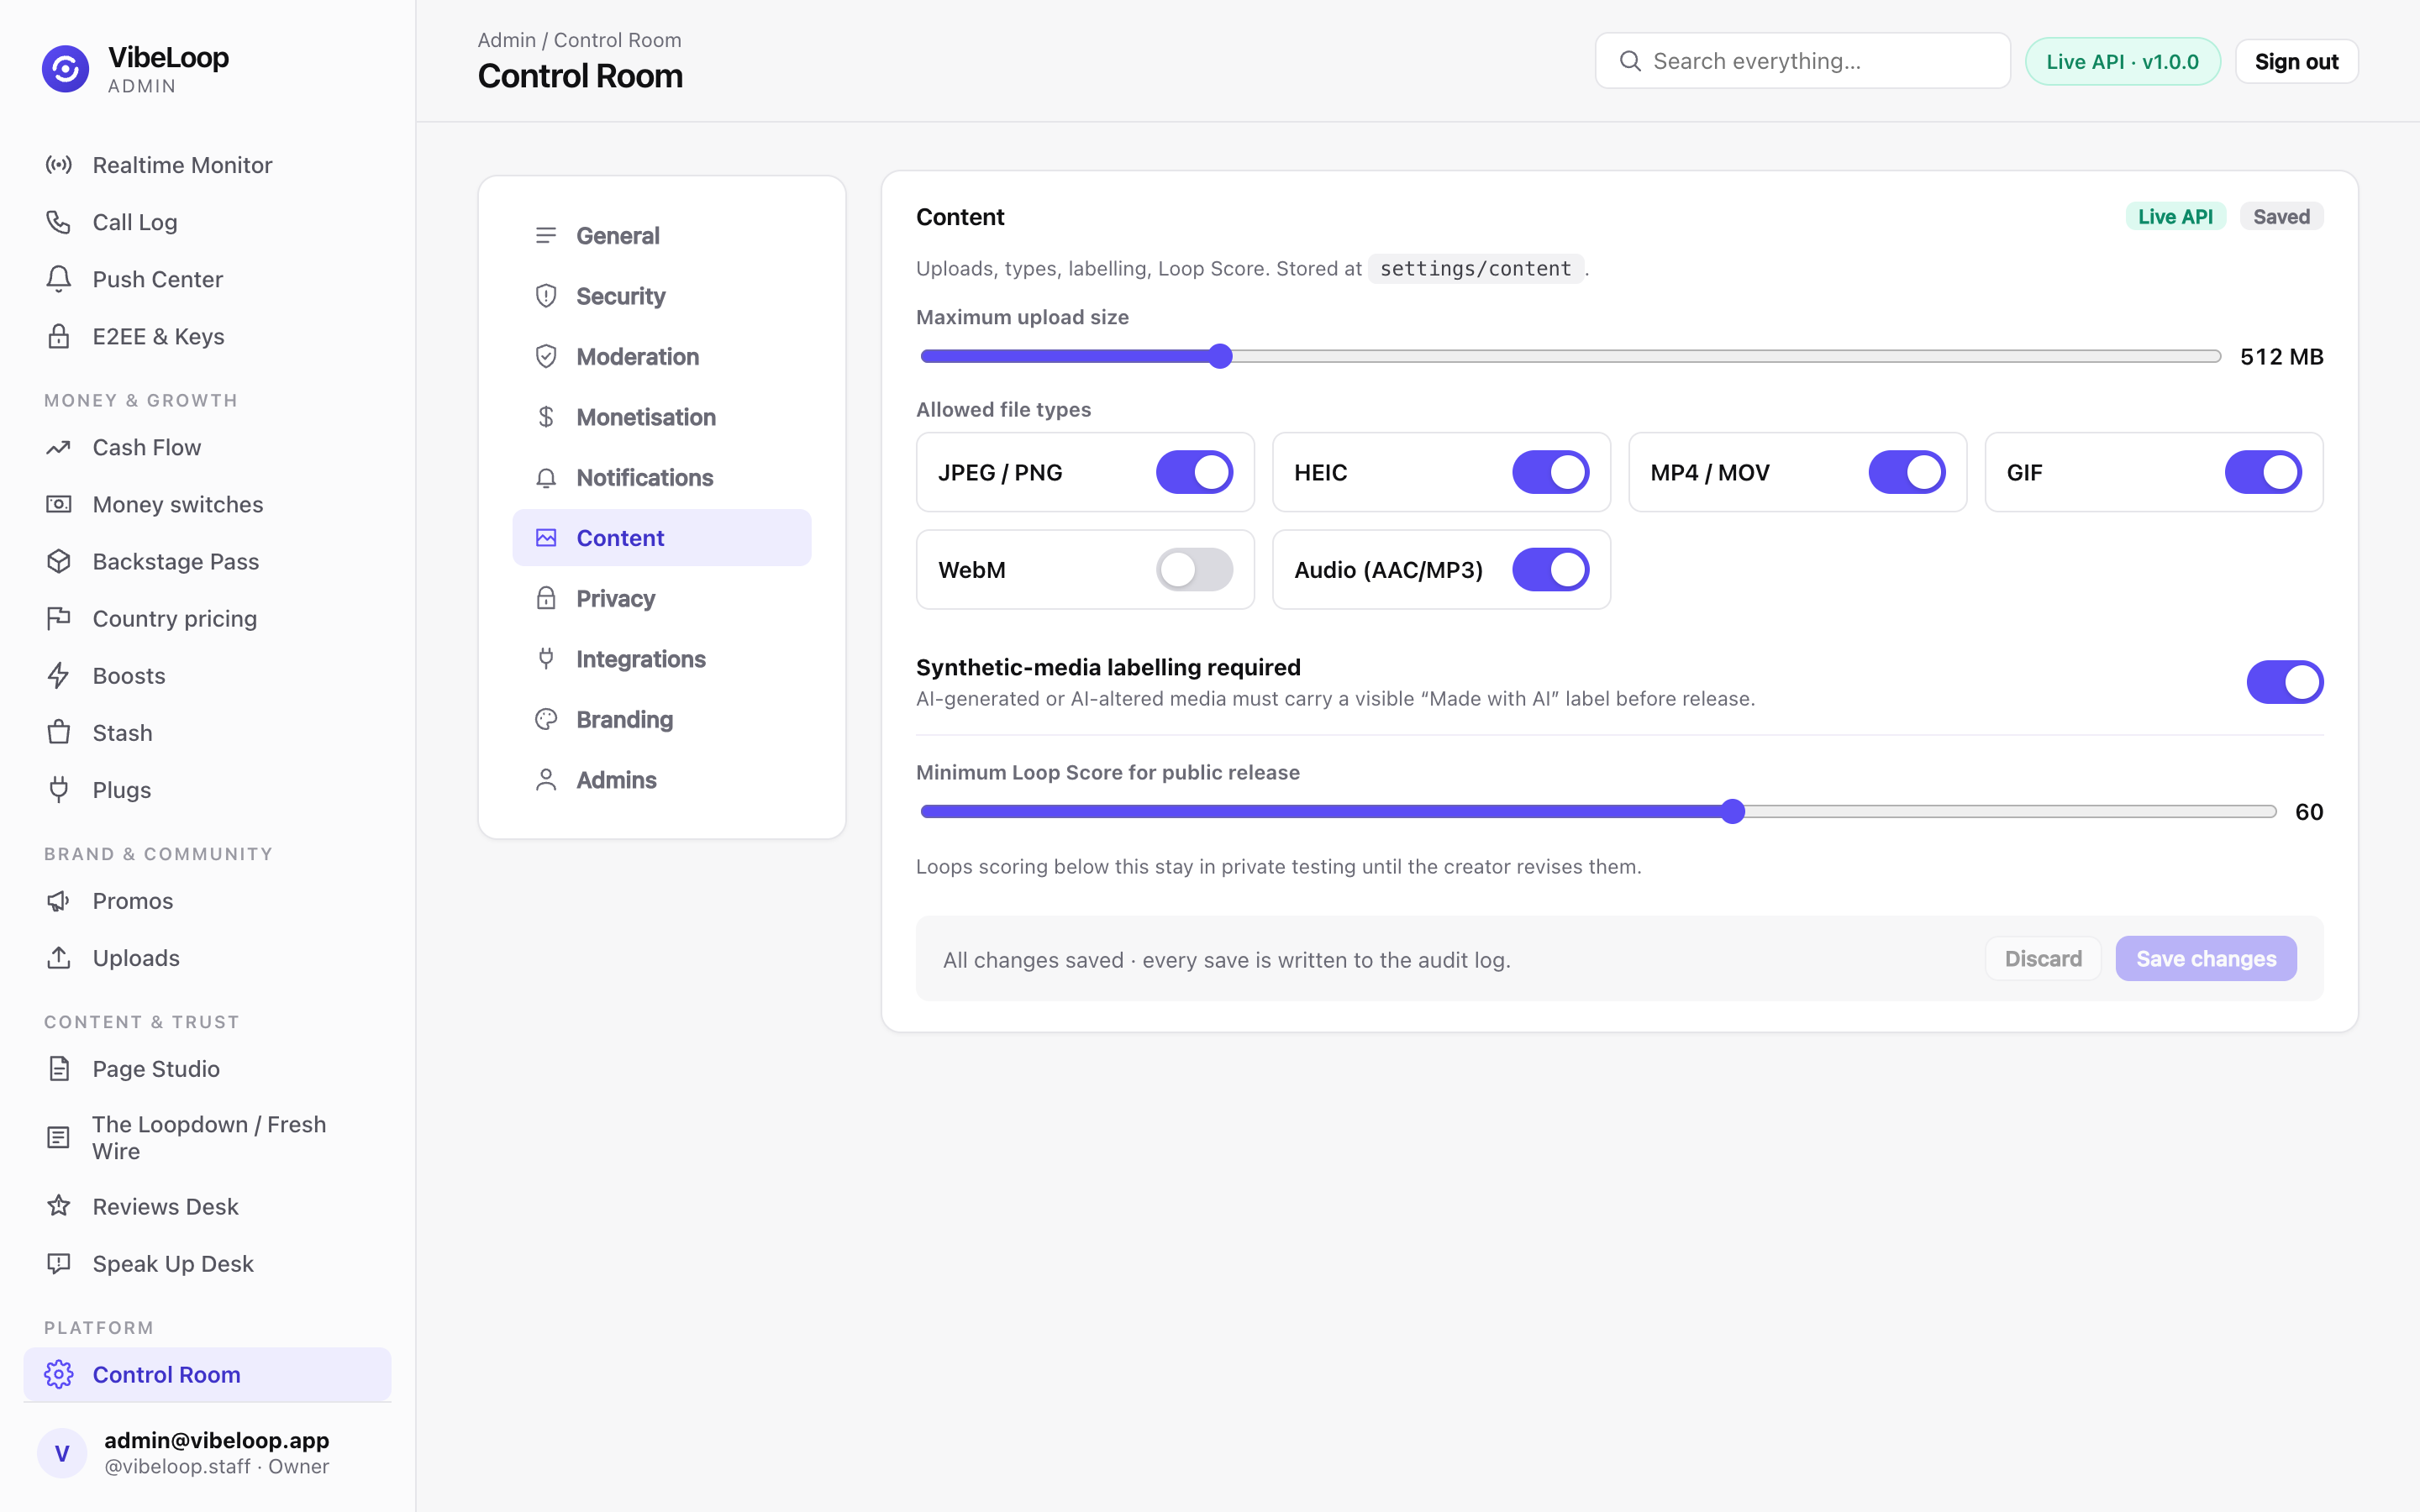 VibeLoop
ADMIN
Realtime Monitor
Call Log
Push Center
E2EE & Keys
MONEY & GROWTH
Cash Flow
Money switches
Backstage Pass
Country pricing
Boosts
Stash
Plugs
BRAND & COMMUNITY
Promos
Uploads
CONTENT & TRUST
Page Studio
The Loopdown / Fresh
Wire
Reviews Desk
Speak Up Desk
PLATFORM
Control Room
V
admin@vibeloop.app
@vibeloop.staff · Owner
Admin / Control Room
Control Room
Search everything...
Live API · v1.0.0
Sign out
General
Security
Moderation
Monetisation
Notifications
Content
Privacy
Integrations
Branding
Admins
Content
Live API
Saved
Uploads, types, labelling, Loop Score. Stored at settings/content .
Maximum upload size
512 MB
Allowed file types
JPEG / PNG
HEIC
MP4 / MOV
GIF
WebM
Audio (AAC/MP3)
Synthetic-media labelling required
AI-generated or AI-altered media must carry a visible “Made with AI” label before release.
Minimum Loop Score for public release
60
Loops scoring below this stay in private testing until the creator revises them.
All changes saved · every save is written to the audit log.
Discard
Save changes